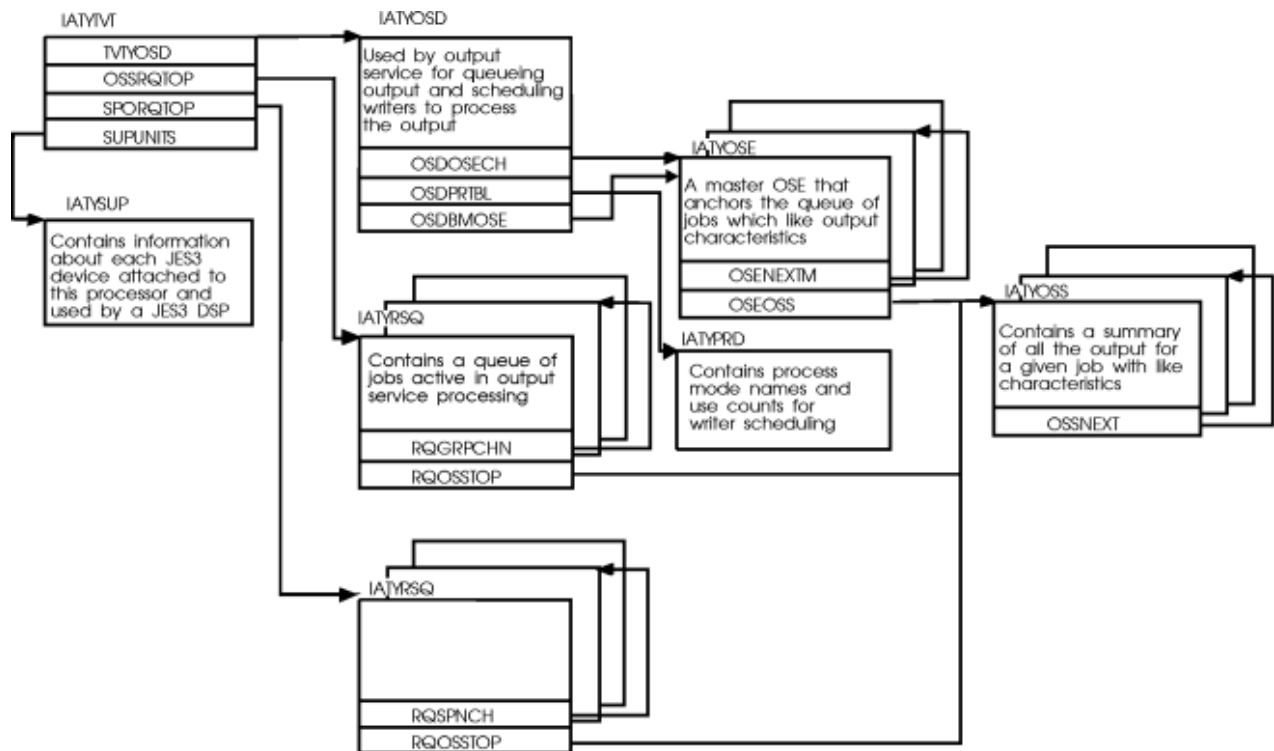 IATYTVT
TVTYOSD
OSSRQTOP
SPORQTOP
SUPUNITS
IATYSUP
Contains information
about each JES3
device attached to
this processor and
used by a JES3 DSP
IATYOSD
Used by output
service for queueing
output and scheduling
writers to process
the output
OSDOSECH
OSDPRTBL
OSDBMOSE
IATYRSQ
Contains a queue of
jobs active in output
service processing
RQGRPCHN
RQOSSTOP
IATYRSQ
RQSPNCH
RQOSSTOP
IATYOSE
A master OSE that
anchors the queue of
jobs which like output
characteristics
OSENEXTM
OSEOSS
IATYPRD
Contains process
mode names and
use counts for
writer scheduling
IATYOSS
Contains a summary
of all the output for
a given job with like
characteristics
OSSNEXT